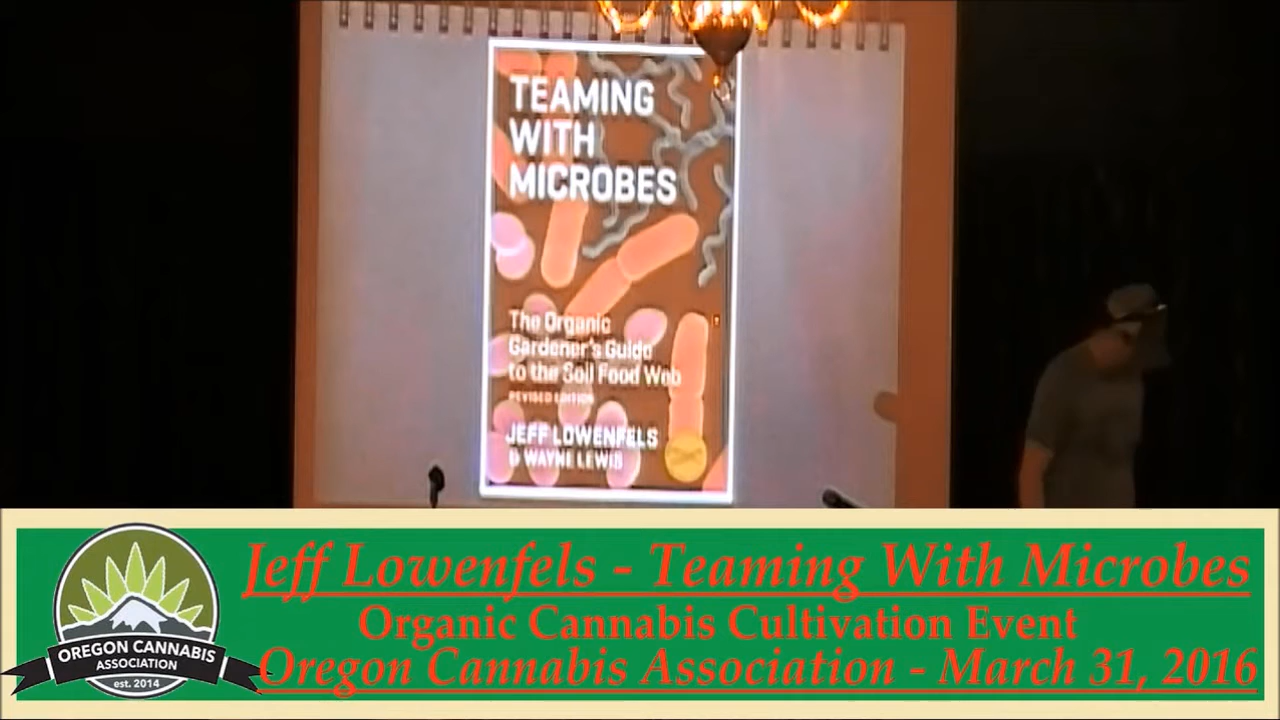 TEAMING
WITH
MICROBES
The Organic
Gardener's Guide
to the Soil Food Web
REVISED EDITION
JEFF LOWENFELS
& WAYNE LEWIS
Jeff Lowenfels - Teaming With Microbes
Organic Cannabis Cultivation Event
Oregon Cannabis Association - March 31, 2016
OREGON CANNABIS
ASSOCIATION
est. 2014